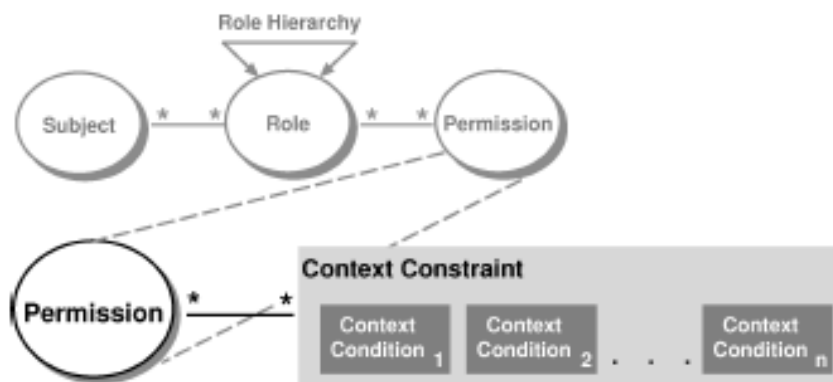 Role Hierarchy
Subject
* *
Role
* *
Permission
Permission
* *
Context Constraint
Context
Condition 1
Context
Condition 2
. . .
Context
Condition n